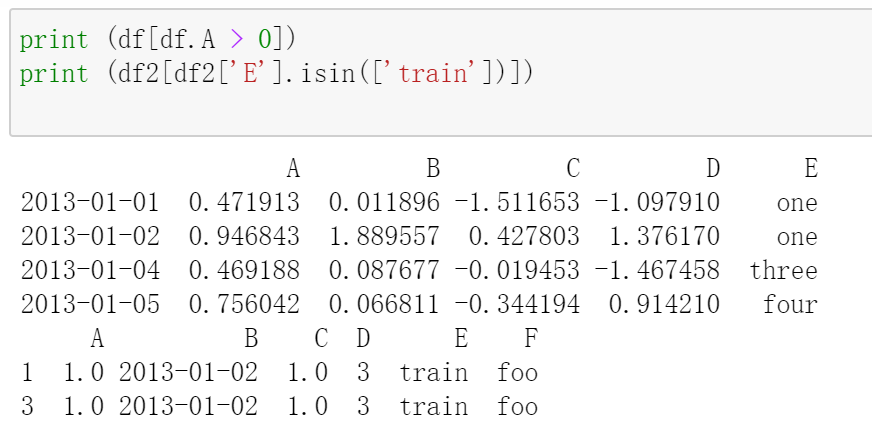 print (df[df.A > 0])
print (df2[df2['E'].isin(['train'])])
A B C D E
2013-01-01 0.471913 0.011896 -1.511653 -1.097910 one
2013-01-02 0.946843 1.889557 0.427803 1.376170 one
2013-01-04 0.469188 0.087677 -0.019453 -1.467458 three
2013-01-05 0.756042 0.066811 -0.344194 0.914210 four
A B C D E F
1 1.0 2013-01-02 1.0 3 train foo
3 1.0 2013-01-02 1.0 3 train foo